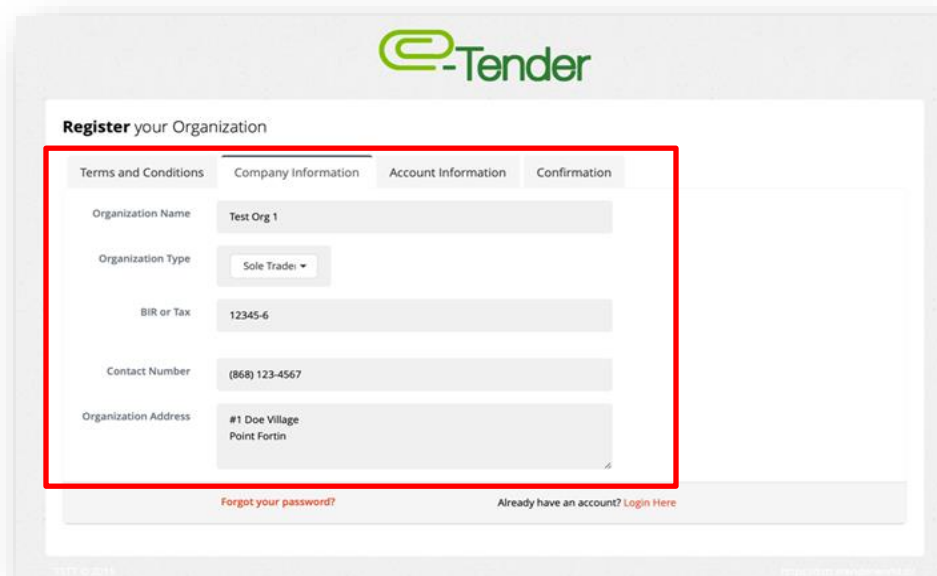 e-Tender
Register your Organization
Terms and Conditions Company Information Account Information Confirmation
Organization Name Test Org 1
Organization Type Sole Trader
BIR or Tax 12345-6
Contact Number (868) 123-4567
Organization Address #1 Doe Village
Point Fortin
Forgot your password? Already have an account? Login Here